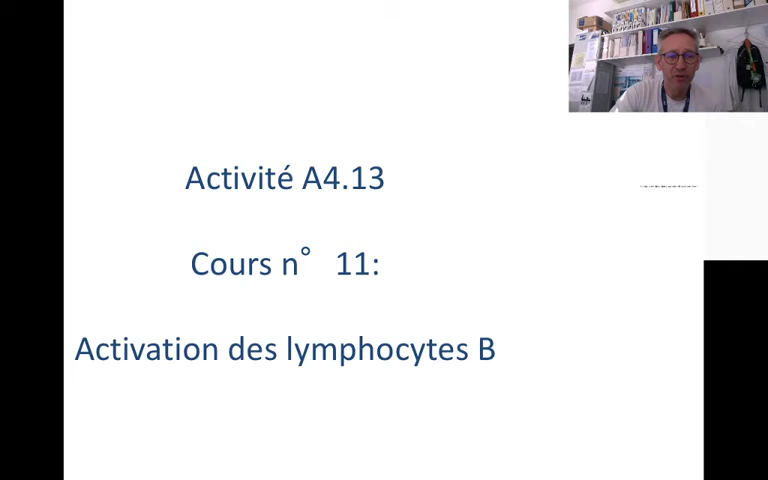 Activité A4.13
Cours n° 11:
Activation des lymphocytes B